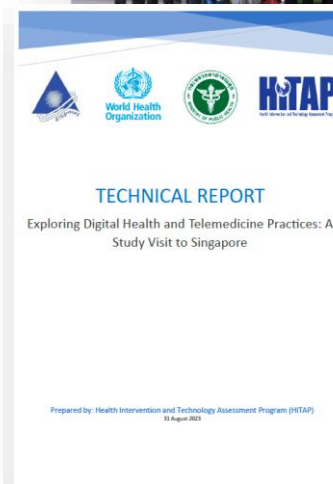 World Health
Organization
HiTAP
TECHNICAL REPORT
Exploring Digital Health and Telemedicine Practices: A
Study Visit to Singapore
Prepared by: Health Intervention and Technology Assessment Program (HITAP)
31 August 2023